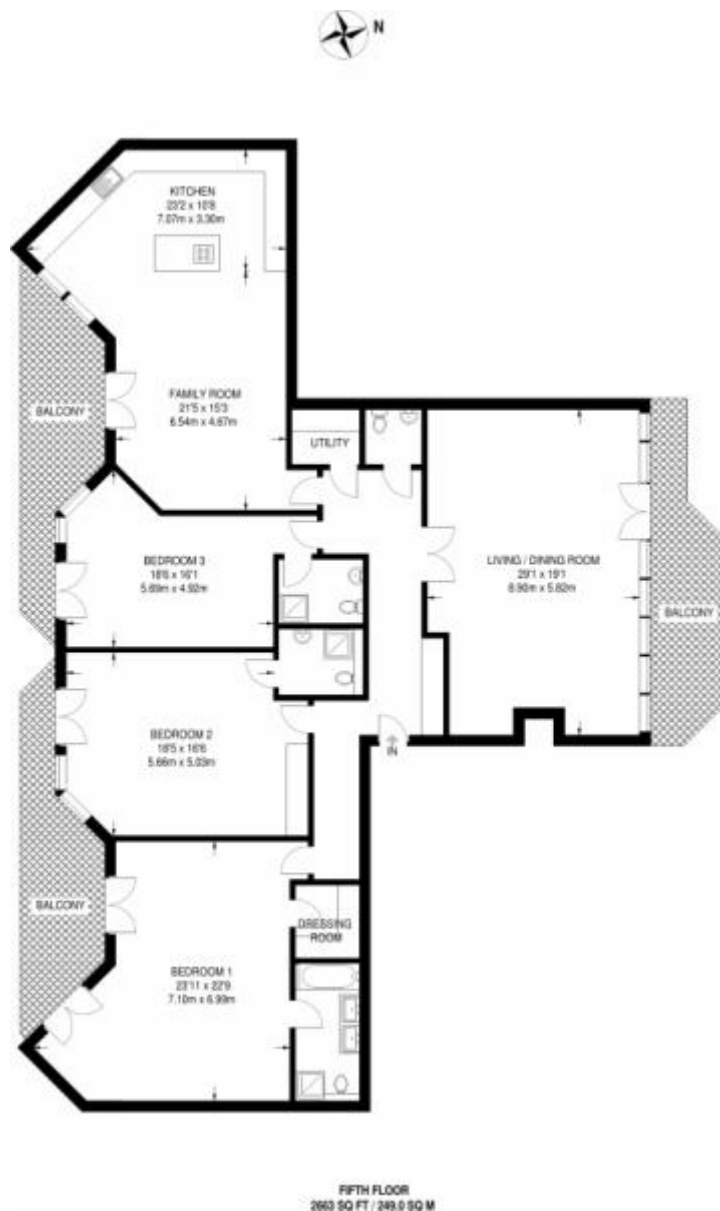 N
KITCHEN
23'2 x 10'8
7.07m x 3.30m
FAMILY ROOM
21'5 x 15'3
6.54m x 4.67m
BALCONY
UTILITY
BEDROOM 3
18'8 x 16'1
5.69m x 4.92m
LIVING / DINING ROOM
29'1 x 19'1
8.90m x 5.82m
BALCONY
BEDROOM 2
18'5 x 16'6
5.66m x 5.03m
IN
BALCONY
DRESSING
ROOM
BEDROOM 1
23'11 x 22'9
7.10m x 6.99m
FIFTH FLOOR
2663 SQ FT / 249.0 SQ M